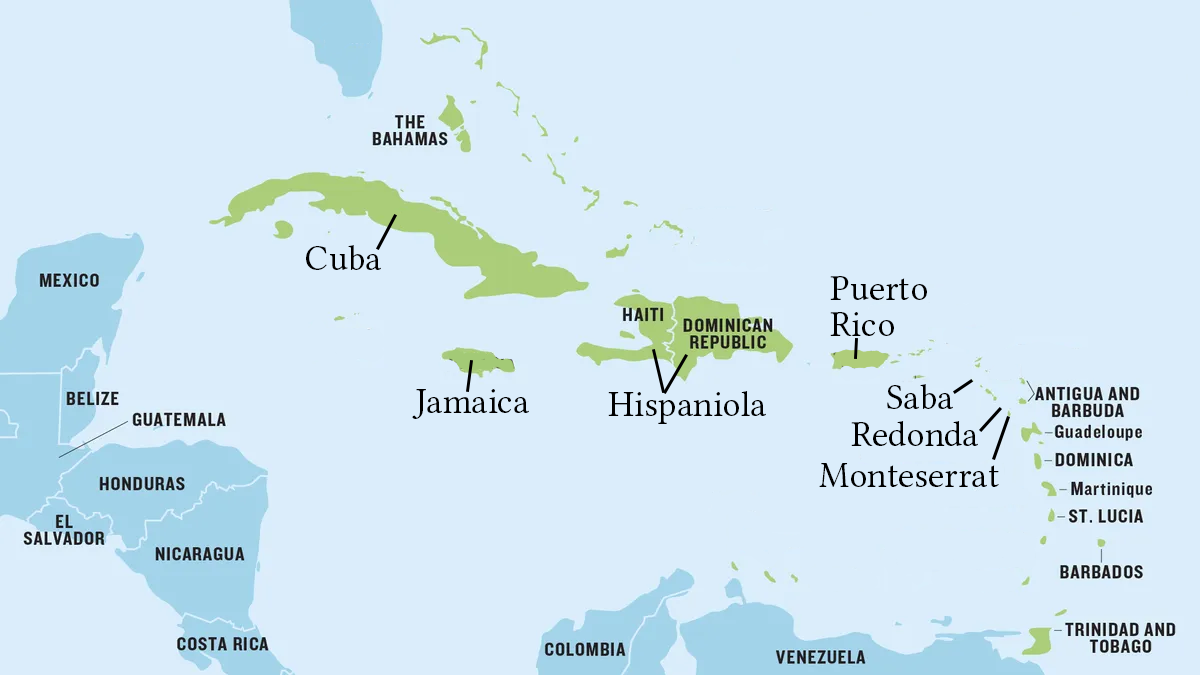 THE
BAHAMAS
Cuba
MEXICO
Puerto
Rico
HAITI
DOMINICAN
REPUBLIC
Jamaica
Hispaniola
Saba
Redonda
Monteserrat
ANTIGUA AND
BARBUDA
Guadeloupe
DOMINICA
Martinique
ST. LUCIA
BARBADOS
TRINIDAD AND
TOBAGO
BELIZE
GUATEMALA
HONDURAS
EL
SALVADOR
NICARAGUA
COSTA RICA
COLOMBIA
VENEZUELA